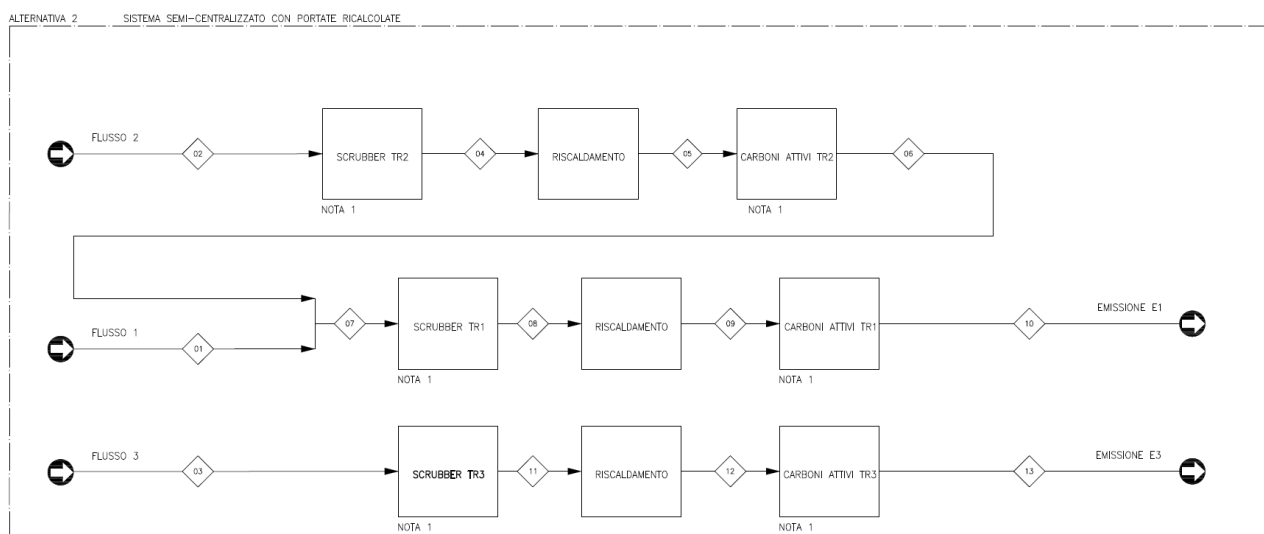 ALTERNATIVA 2 SISTEMA SEMI-CENTRALIZZATO CON PORTATE RICALCOLATE
FLUSSO 2
02
SCRUBBER TR2
04
RISCALDAMENTO
05
CARBONI ATTIVI TR2
06
NOTA 1
NOTA 1
FLUSSO 1
01
07
SCRUBBER TR1
08
RISCALDAMENTO
09
CARBONI ATTIVI TR1
10
EMISSIONE E1
NOTA 1
NOTA 1
FLUSSO 3
03
SCRUBBER TR3
11
RISCALDAMENTO
12
CARBONI ATTIVI TR3
13
EMISSIONE E3
NOTA 1
NOTA 1